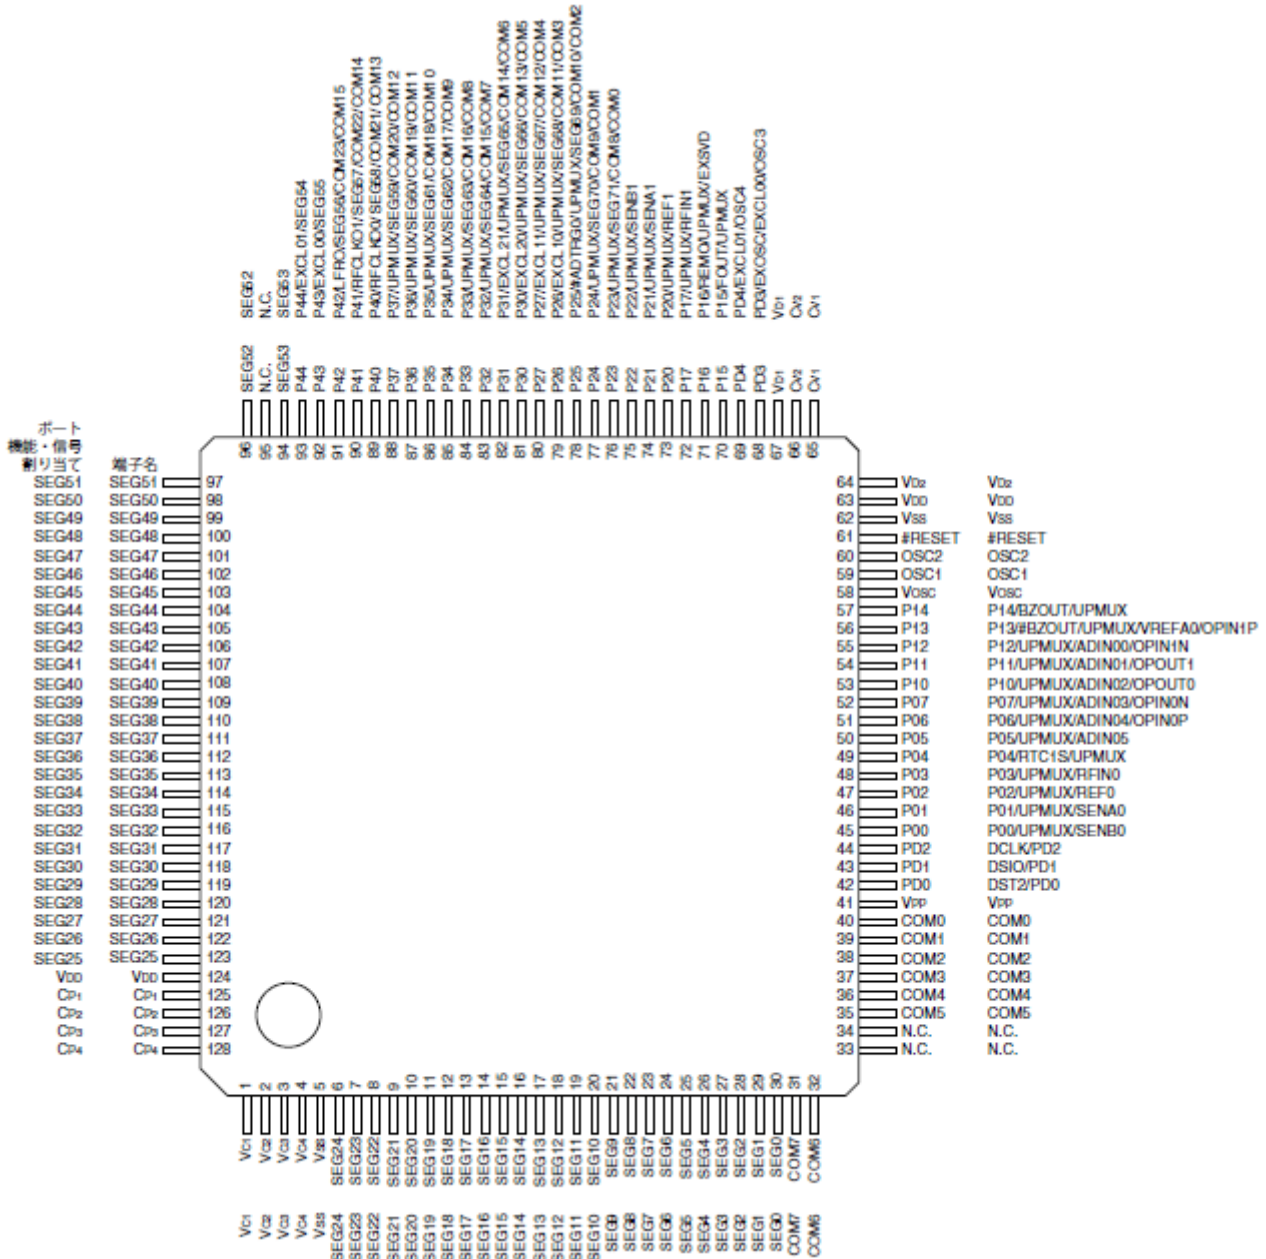 SEG52
N.C.
SEG53
P44/EXCL01/SEG54
P43/EXCL00/SEG55
P42/LFRO/SEG56/COM23/COM15
P41/RFCLKO1/SEG57/COM22/COM14
P40/RFCLKO0/SEG58/COM21/COM13
P37/UPMUX/SEG59/COM20/COM12
P36/UPMUX/SEG60/COM19/COM11
P35/UPMUX/SEG61/COM18/COM10
P34/UPMUX/SEG62/COM17/COM9
P33/UPMUX/SEG63/COM16/COM8
P32/UPMUX/SEG64/COM15/COM7
P31/EXCL21/UPMUX/SEG65/COM14/COM6
P30/EXCL20/UPMUX/SEG66/COM13/COM5
P27/EXCL11/UPMUX/SEG67/COM12/COM4
P26/EXCL10/UPMUX/SEG68/COM11/COM3
P25/#ADTRG0/UPMUX/SEG69/COM10/COM2
P24/UPMUX/SEG70/COM9/COM1
P23/UPMUX/SEG71/COM8/COM0
P22/UPMUX/SENB1
P21/UPMUX/SENA1
P20/UPMUX/REF1
P17/UPMUX/RFIN1
P16/REMO/UPMUX/EXSVD
P15/FOUT/UPMUX
PD4/EXCL01/OSC4
PD3/EXOSC/EXCL00/OSC3
VD1
CV2
CV1
SEG52
N.C.
SEG53
P44
P43
P42
P41
P40
P37
P36
P35
P34
P33
P32
P31
P30
P27
P26
P25
P24
P23
P22
P21
P20
P17
P16
P15
PD4
PD3
VD1
CV2
CV1
96
95
94
93
92
91
90
89
88
87
86
85
84
83
82
81
80
79
78
77
76
75
74
73
72
71
70
69
68
67
66
65
ポート
機能・信号
割り当て 端子名
SEG51 SEG51 97
SEG50 SEG50 98
SEG49 SEG49 99
SEG48 SEG48 100
SEG47 SEG47 101
SEG46 SEG46 102
SEG45 SEG45 103
SEG44 SEG44 104
SEG43 SEG43 105
SEG42 SEG42 106
SEG41 SEG41 107
SEG40 SEG40 108
SEG39 SEG39 109
SEG38 SEG38 110
SEG37 SEG37 111
SEG36 SEG36 112
SEG35 SEG35 113
SEG34 SEG34 114
SEG33 SEG33 115
SEG32 SEG32 116
SEG31 SEG31 117
SEG30 SEG30 118
SEG29 SEG29 119
SEG28 SEG28 120
SEG27 SEG27 121
SEG26 SEG26 122
SEG25 SEG25 123
VDD VDD 124
CP1 CP1 125
CP2 CP2 126
CP3 CP3 127
CP4 CP4 128
64 VD2 VD2
63 VDD VDD
62 VSS VSS
61 #RESET #RESET
60 OSC2 OSC2
59 OSC1 OSC1
58 VOSC VOSC
57 P14 P14/BZOUT/UPMUX
56 P13 P13/#BZOUT/UPMUX/VREFA0/OPIN1P
55 P12 P12/UPMUX/ADIN00/OPIN1N
54 P11 P11/UPMUX/ADIN01/OPOUT1
53 P10 P10/UPMUX/ADIN02/OPOUT0
52 P07 P07/UPMUX/ADIN03/OPIN0N
51 P06 P06/UPMUX/ADIN04/OPIN0P
50 P05 P05/UPMUX/ADIN05
49 P04 P04/RTC1S/UPMUX
48 P03 P03/UPMUX/RFIN0
47 P02 P02/UPMUX/REF0
46 P01 P01/UPMUX/SENA0
45 P00 P00/UPMUX/SENB0
44 PD2 DCLK/PD2
43 PD1 DSIO/PD1
42 PD0 DST2/PD0
41 VPP VPP
40 COM0 COM0
39 COM1 COM1
38 COM2 COM2
37 COM3 COM3
36 COM4 COM4
35 COM5 COM5
34 N.C. N.C.
33 N.C. N.C.
1
2
3
4
5
6
7
8
9
10
11
12
13
14
15
16
17
18
19
20
21
22
23
24
25
26
27
28
29
30
31
32
VC1
VC2
VC3
VC4
VSS
SEG24
SEG23
SEG22
SEG21
SEG20
SEG19
SEG18
SEG17
SEG16
SEG15
SEG14
SEG13
SEG12
SEG11
SEG10
SEG9
SEG8
SEG7
SEG6
SEG5
SEG4
SEG3
SEG2
SEG1
SEG0
COM7
COM6
VC1
VC2
VC3
VC4
VSS
SEG24
SEG23
SEG22
SEG21
SEG20
SEG19
SEG18
SEG17
SEG16
SEG15
SEG14
SEG13
SEG12
SEG11
SEG10
SEG9
SEG8
SEG7
SEG6
SEG5
SEG4
SEG3
SEG2
SEG1
SEG0
COM7
COM6